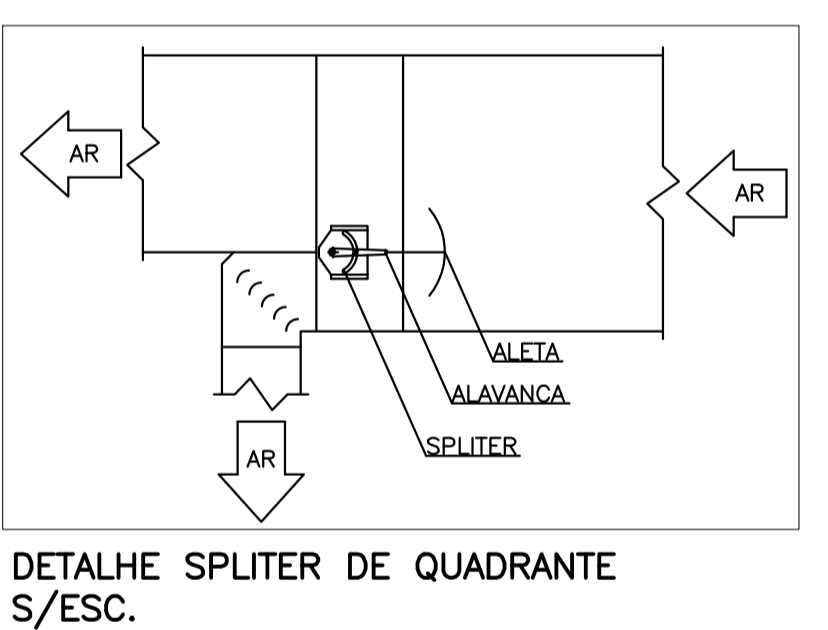 AR
AR
ALETA
ALAVANCA
SPLITER
AR
DETALHE SPLITER DE QUADRANTE
S/ESC.